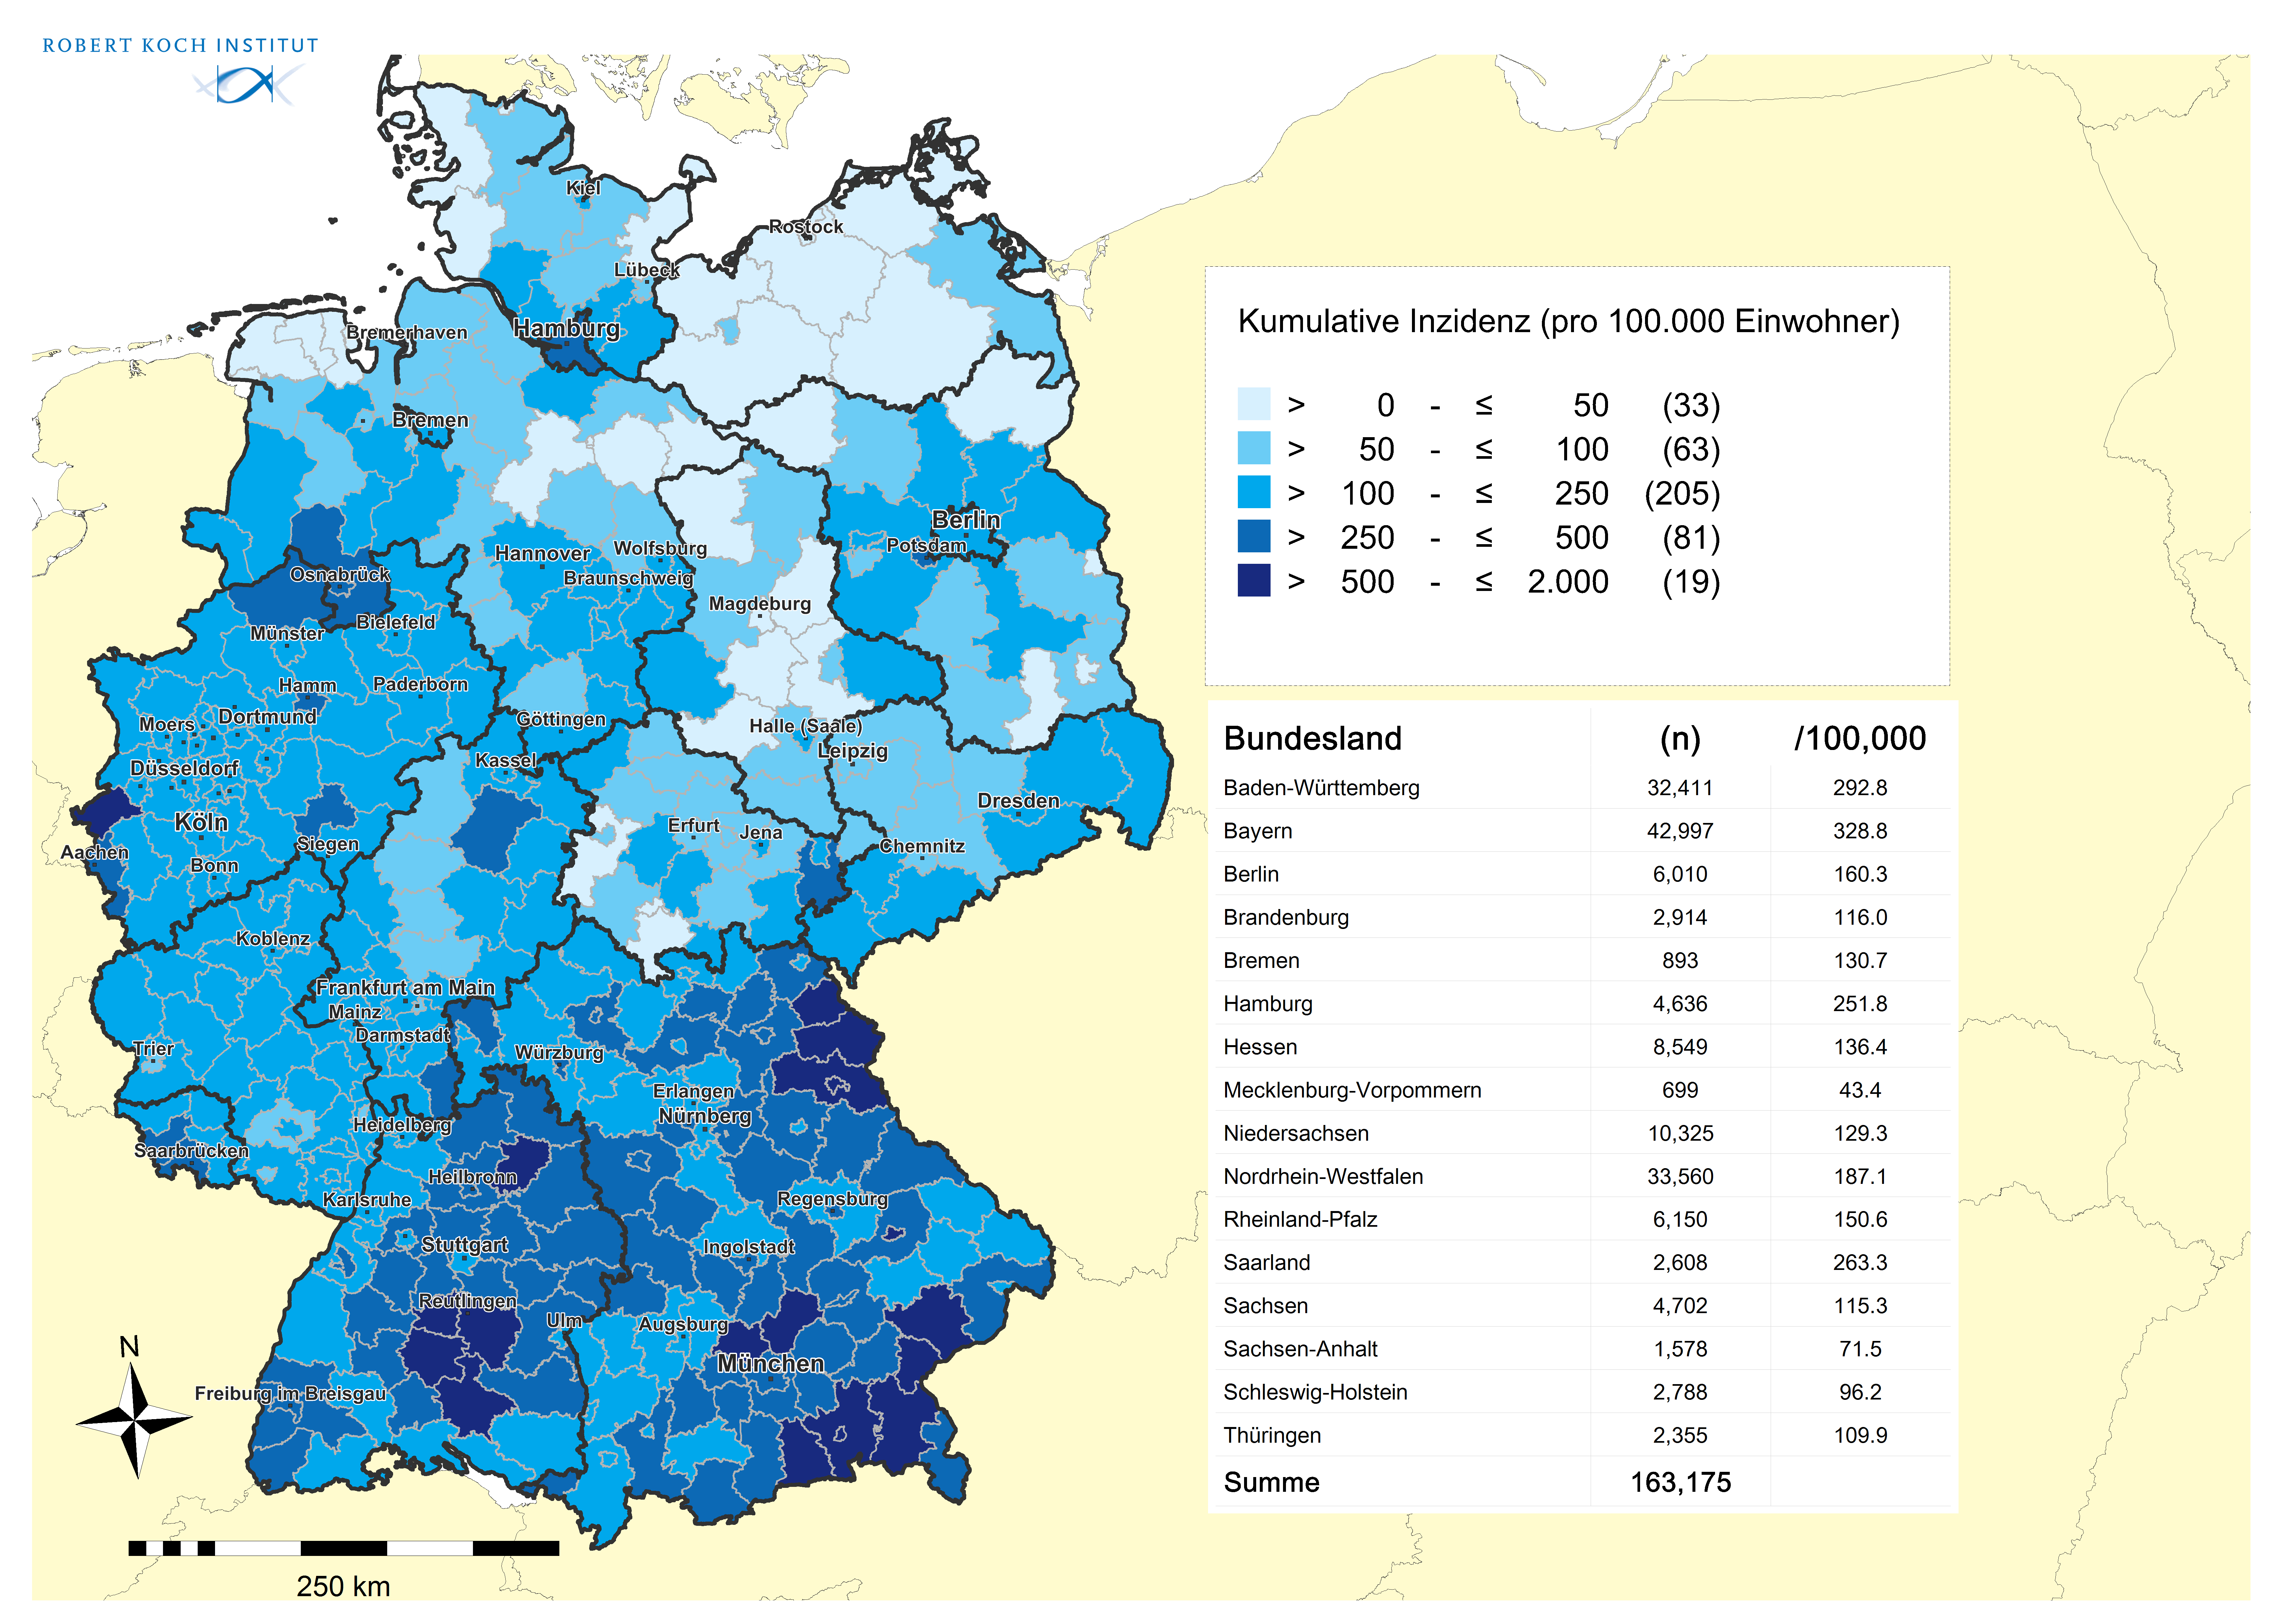 ROBERT KOCH INSTITUT
Kiel
Rostock
Lübeck
Hamburg
Bremerhaven
Bremen
Berlin
Potsdam
Hannover
Wolfsburg
Braunschweig
Osnabrück
Magdeburg
Bielefeld
Münster
Hamm
Paderborn
Moers
Dortmund
Göttingen
Halle (Saale)
Leipzig
Kassel
Düsseldorf
Dresden
Köln
Erfurt
Jena
Siegen
Chemnitz
Aachen
Bonn
Koblenz
Frankfurt am Main
Mainz
Darmstadt
Trier
Würzburg
Erlangen
Nürnberg
Heidelberg
Saarbrücken
Heilbronn
Karlsruhe
Regensburg
Stuttgart
Ingolstadt
Reutlingen
Ulm
Augsburg
München
Freiburg im Breisgau
N
250 km
Kumulative Inzidenz (pro 100.000 Einwohner)
> 0 - ≤ 50 (33)
> 50 - ≤ 100 (63)
> 100 - ≤ 250 (205)
> 250 - ≤ 500 (81)
> 500 - ≤ 2.000 (19)
Bundesland (n) /100,000
Baden-Württemberg 32,411 292.8
Bayern 42,997 328.8
Berlin 6,010 160.3
Brandenburg 2,914 116.0
Bremen 893 130.7
Hamburg 4,636 251.8
Hessen 8,549 136.4
Mecklenburg-Vorpommern 699 43.4
Niedersachsen 10,325 129.3
Nordrhein-Westfalen 33,560 187.1
Rheinland-Pfalz 6,150 150.6
Saarland 2,608 263.3
Sachsen 4,702 115.3
Sachsen-Anhalt 1,578 71.5
Schleswig-Holstein 2,788 96.2
Thüringen 2,355 109.9
Summe 163,175